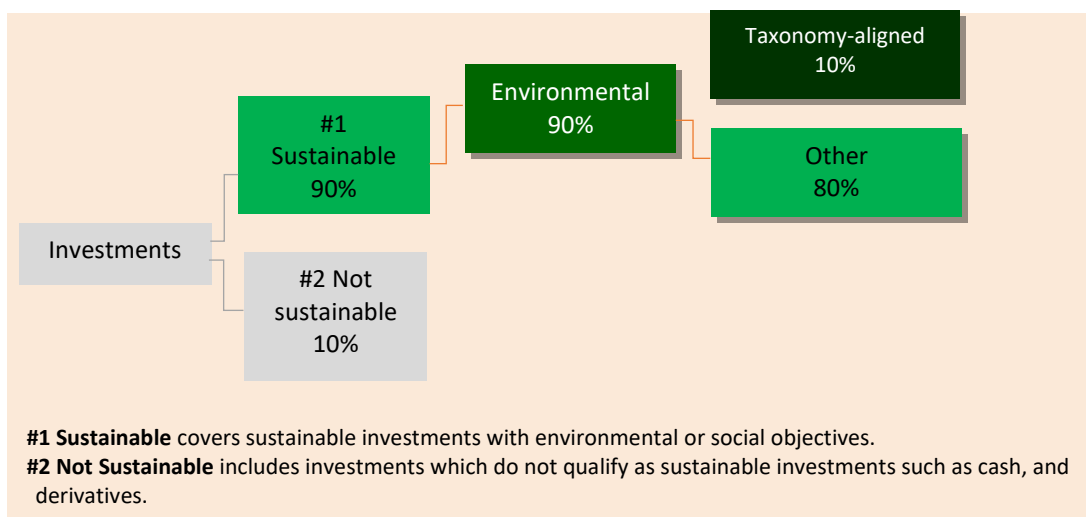 Taxonomy-aligned
10%
Environmental
90%
#1
Sustainable
90%
Other
80%
Investments
#2 Not
sustainable
10%
#1 Sustainable covers sustainable investments with environmental or social objectives.
#2 Not Sustainable includes investments which do not qualify as sustainable investments such as cash, and
derivatives.